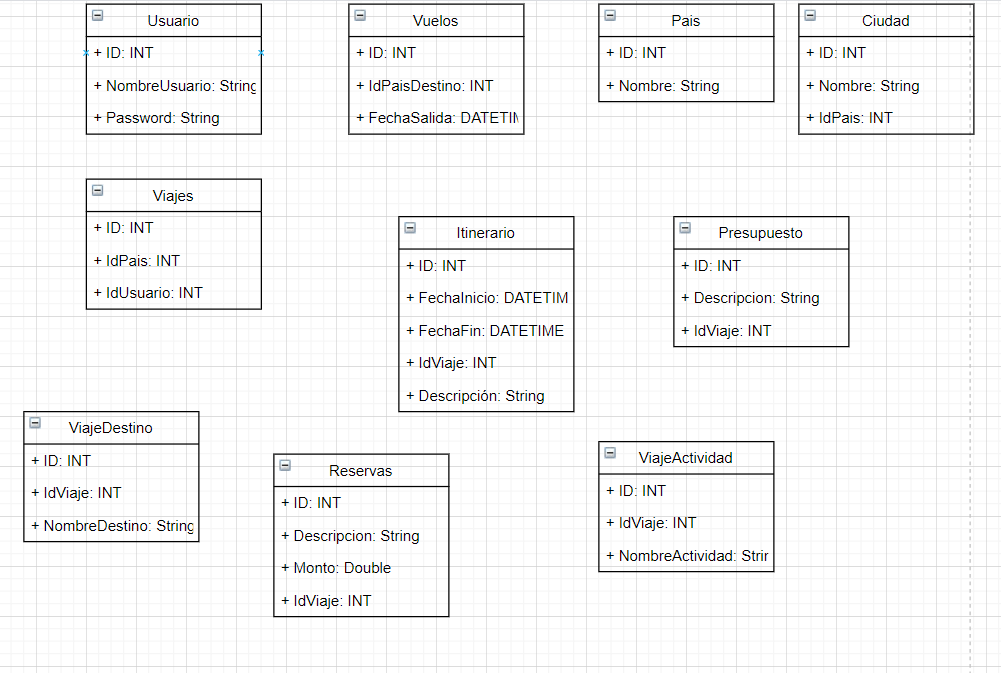 Usuario
+ ID: INT
+ NombreUsuario: String
+ Password: String
Vuelos
+ ID: INT
+ IdPaisDestino: INT
+ FechaSalida: DATETIN
Pais
+ ID: INT
+ Nombre: String
Ciudad
+ ID: INT
+ Nombre: String
+ IdPais: INT
Viajes
+ ID: INT
+ IdPais: INT
+ IdUsuario: INT
Itinerario
+ ID: INT
+ FechaInicio: DATETIM
+ FechaFin: DATETIME
+ IdViaje: INT
+ Descripción: String
Presupuesto
+ ID: INT
+ Descripcion: String
+ IdViaje: INT
ViajeDestino
+ ID: INT
+ IdViaje: INT
+ NombreDestino: String
Reservas
+ ID: INT
+ Descripcion: String
+ Monto: Double
+ IdViaje: INT
ViajeActividad
+ ID: INT
+ IdViaje: INT
+ NombreActividad: Strir